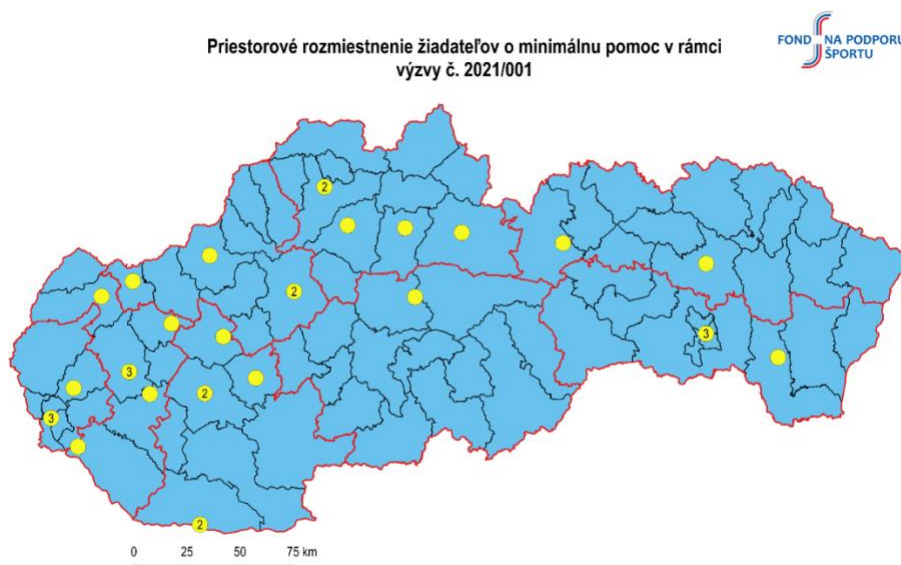 Priestorové rozmiestnenie žiadateľov o minimálnu pomoc v rámci
výzvy č. 2021/001
FOND NA PODPORU
ŠPORTU
2
2
3
3
2
3
2
0 25 50 75 km